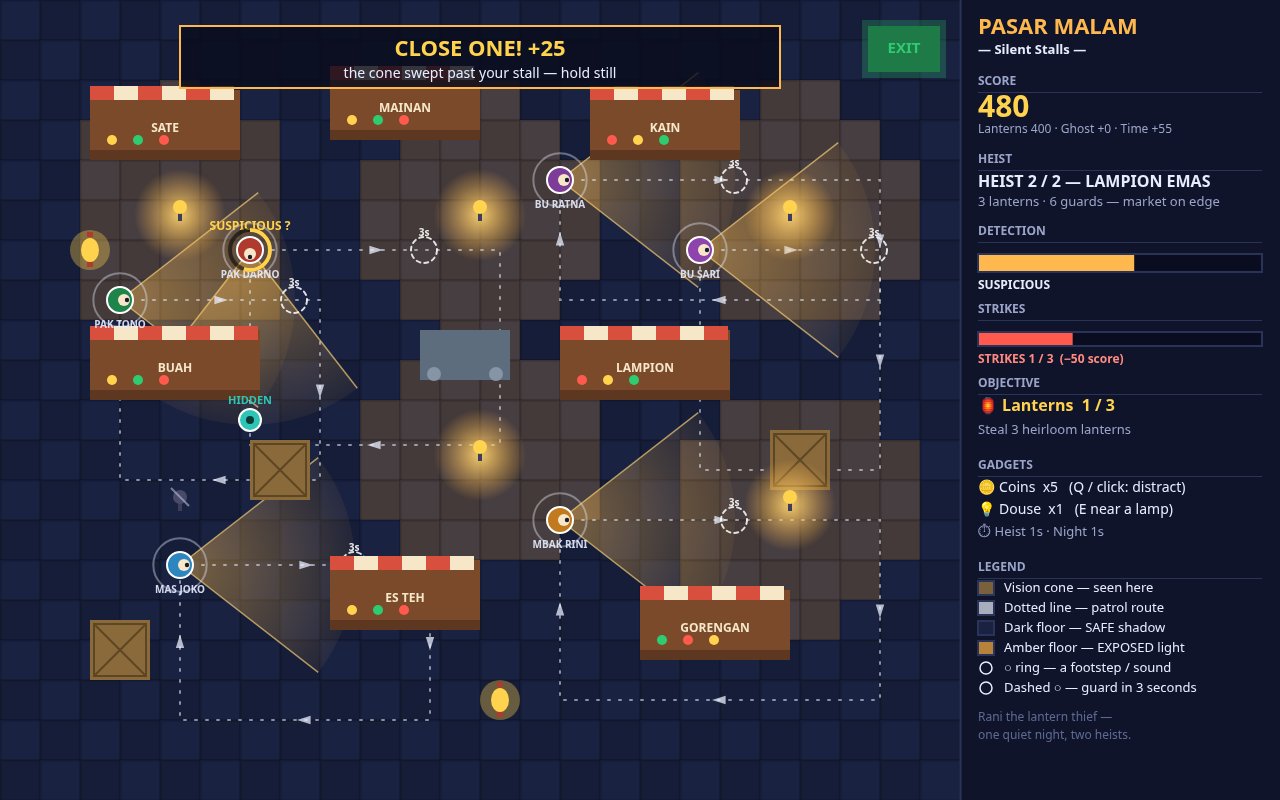 CLOSE ONE! +25
the cone swept past your stall — hold still
EXIT
SATE
MAINAN
KAIN
3s
BU RATNA
SUSPICIOUS ?
3s
3s
PAK DARNO
BU SARI
3s
PAK TONO
BUAH
LAMPION
HIDDEN
3s
MBAK RINI
3s
MAS JOKO
ES TEH
GORENGAN
PASAR MALAM
— Silent Stalls —
SCORE
480
Lanterns 400 · Ghost +0 · Time +55
HEIST
HEIST 2 / 2 — LAMPION EMAS
3 lanterns · 6 guards — market on edge
DETECTION
SUSPICIOUS
STRIKES
STRIKES 1 / 3 (−50 score)
OBJECTIVE
🏮 Lanterns 1 / 3
Steal 3 heirloom lanterns
GADGETS
🪙 Coins x5 (Q / click: distract)
💡 Douse x1 (E near a lamp)
⏱ Heist 1s · Night 1s
LEGEND
Vision cone — seen here
Dotted line — patrol route
Dark floor — SAFE shadow
Amber floor — EXPOSED light
○ ring — a footstep / sound
Dashed ○ — guard in 3 seconds
Rani the lantern thief —
one quiet night, two heists.